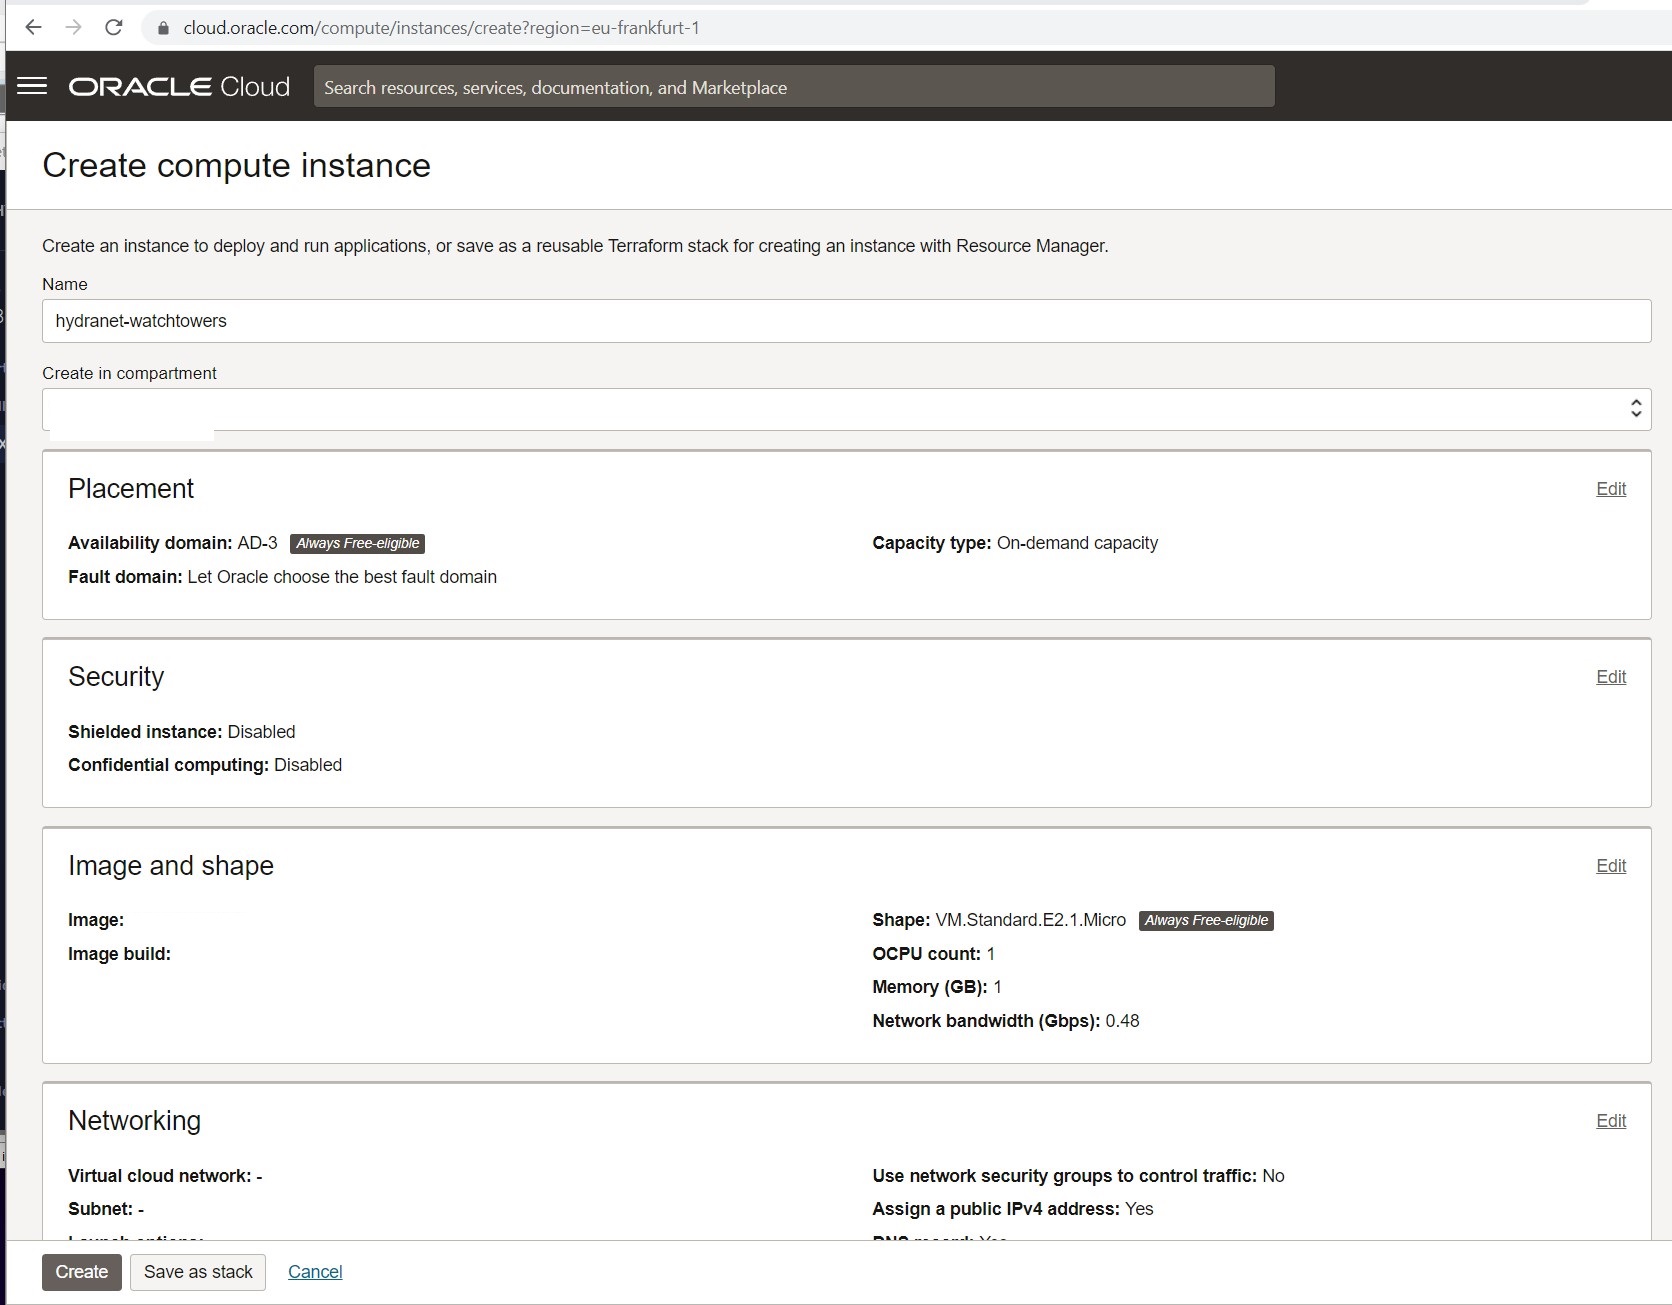 cloud.oracle.com/compute/instances/create?region=eu-frankfurt-1
ORACLE Cloud
Search resources, services, documentation, and Marketplace
Create compute instance
Create an instance to deploy and run applications, or save as a reusable Terraform stack for creating an instance with Resource Manager.
Name
hydranet-watchtowers
Create in compartment
Placement
Edit
Availability domain: AD-3 Always Free-eligible
Capacity type: On-demand capacity
Fault domain: Let Oracle choose the best fault domain
Security
Edit
Shielded instance: Disabled
Confidential computing: Disabled
Image and shape
Edit
Image:
Image build:
Shape: VM.Standard.E2.1.Micro Always Free-eligible
OCPU count: 1
Memory (GB): 1
Network bandwidth (Gbps): 0.48
Networking
Edit
Virtual cloud network: -
Subnet: -
Launch options:
Use network security groups to control traffic: No
Assign a public IPv4 address: Yes
DNS record: Yes
Create
Save as stack
Cancel